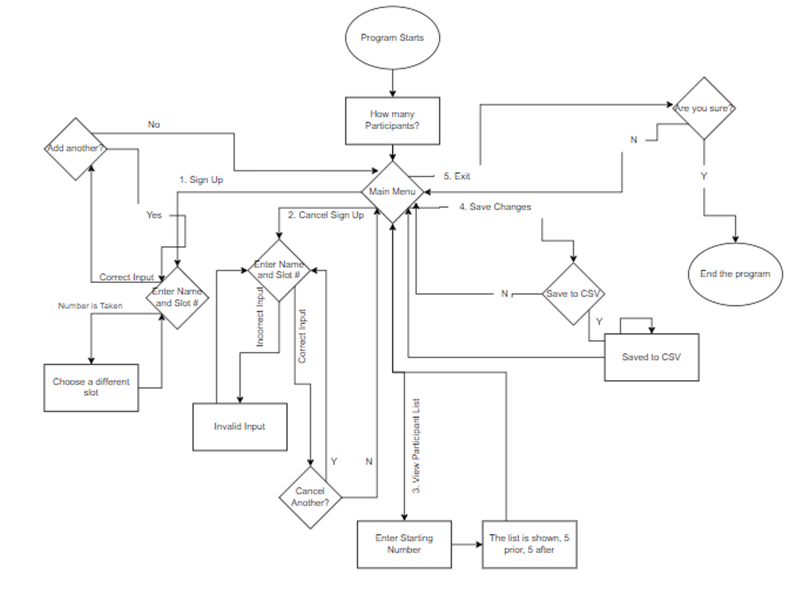 Program Starts
How many
Participants?
Are you sure?
No
N
Add another?
5. Exit
Y
1. Sign Up
Main Menu
4. Save Changes
Yes
2. Cancel Sign Up
Enter Name
and Slot #
End the program
Correct Input
Enter Name
and Slot #
Save to CSV
N
Number is Taken
Incorrect Input
Correct Input
Y
Saved to CSV
Choose a different
slot
Invalid Input
3. View Participant List
Y
N
Cancel
Another?
Enter Starting
Number
The list is shown, 5
prior, 5 after